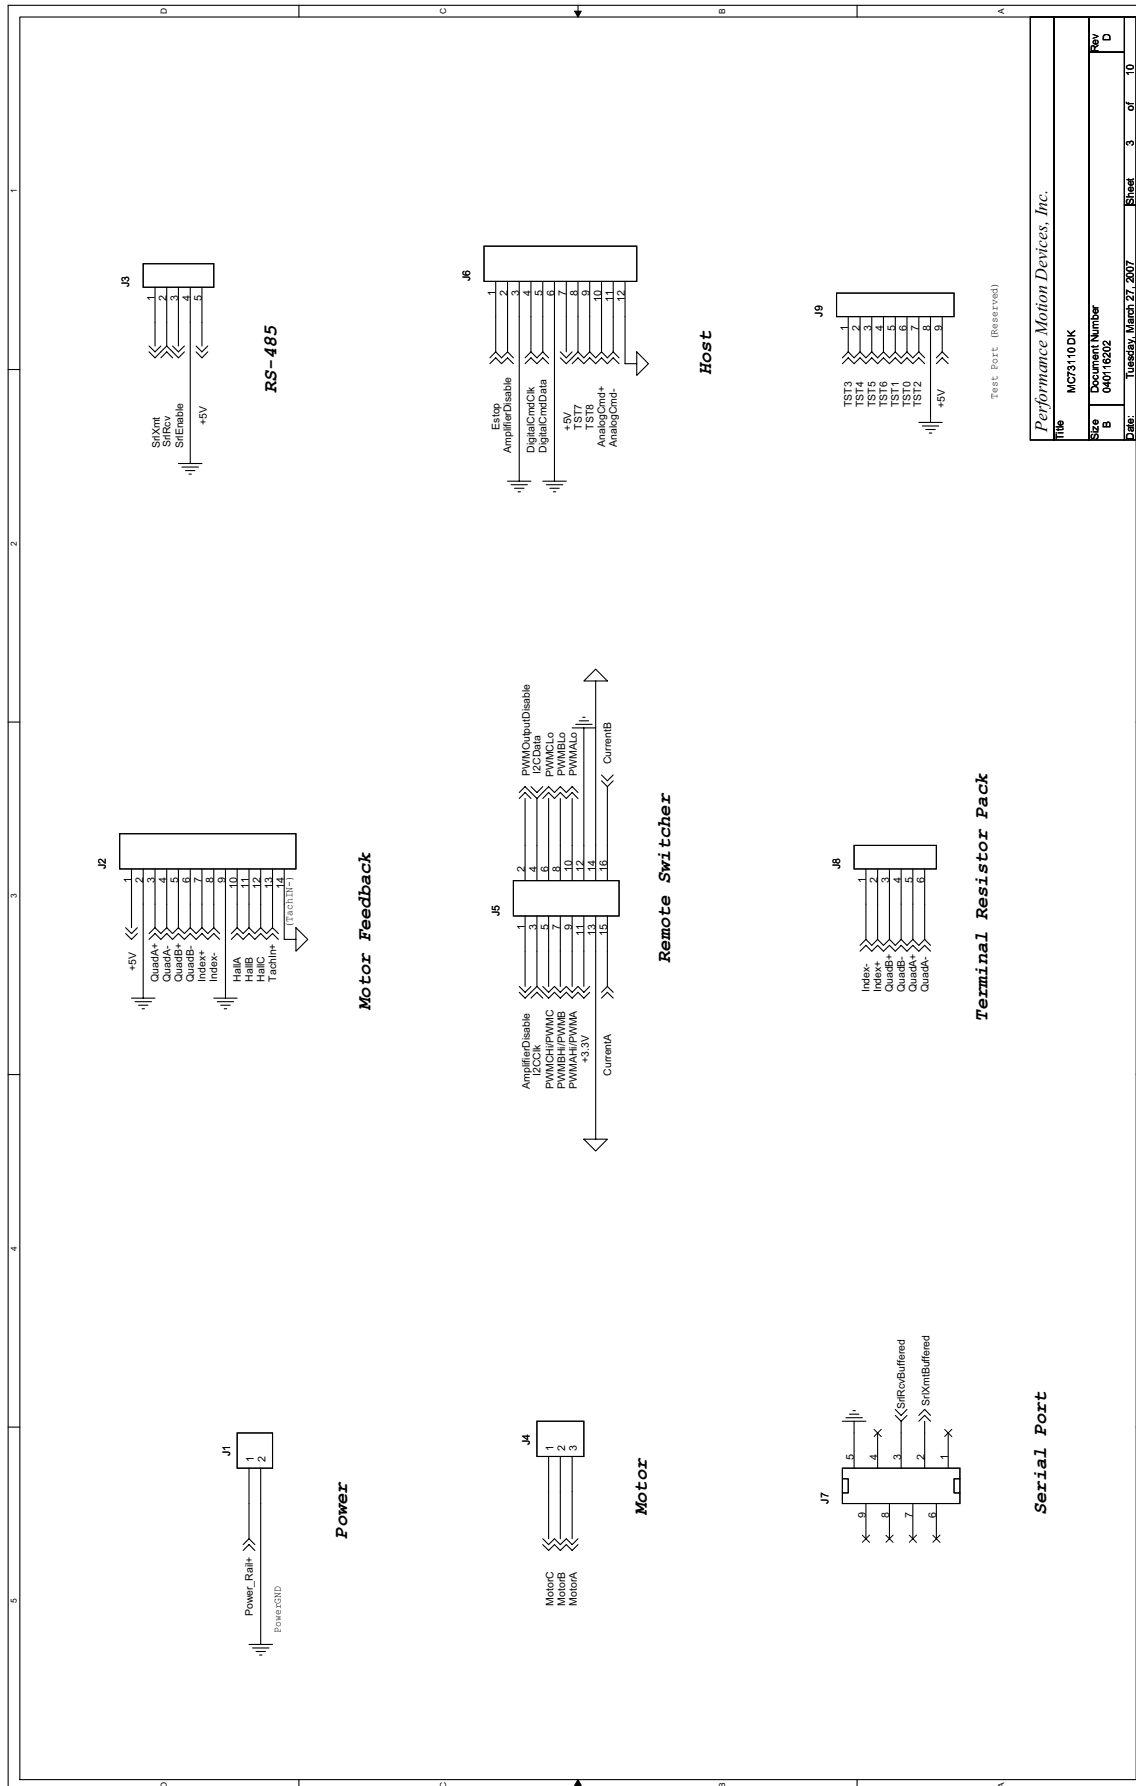 5
4
3
2
1
D
C
B
A
J1
1
2
Power_Rail+
PowerGND
Power
J2
1
2
3
4
5
6
7
8
9
10
11
12
13
14
+5V
QuadA+
QuadA-
QuadB+
QuadB-
Index+
Index-
HallA
HallB
HallC
TachIn+
(TachIN-)
Motor Feedback
J3
1
2
3
4
5
SrlXmt
SrlRcv
SrlEnable
+5V
RS-485
J4
1
2
3
MotorC
MotorB
MotorA
Motor
J5
1
3
5
7
9
11
13
15
2
4
6
8
10
12
14
16
AmplifierDisable
I2CClk
PWMCHi/PWMC
PWMBHi/PWMB
PWMAHi/PWMA
+3.3V
CurrentA
PWMOutputDisable
I2CData
PWMCLo
PWMBLo
PWMALo
CurrentB
Remote Switcher
J6
1
2
3
4
5
6
7
8
9
10
11
12
Estop
AmplifierDisable
DigitalCmdClk
DigitalCmdData
+5V
TST7
TST8
AnalogCmd+
AnalogCmd-
Host
J7
5
4
3
2
1
9
8
7
6
SrlRcvBuffered
SrlXmtBuffered
Serial Port
J8
1
2
3
4
5
6
Index-
Index+
QuadB+
QuadB-
QuadA+
QuadA-
Terminal Resistor Pack
J9
1
2
3
4
5
6
7
8
9
TST3
TST4
TST5
TST6
TST1
TST0
TST2
+5V
Test Port (Reserved)
Performance Motion Devices, Inc.
Title
MC73110 DK
Size
B
Document Number
040116202
Rev
D
Date:
Tuesday, March 27, 2007
Sheet 3 of 10